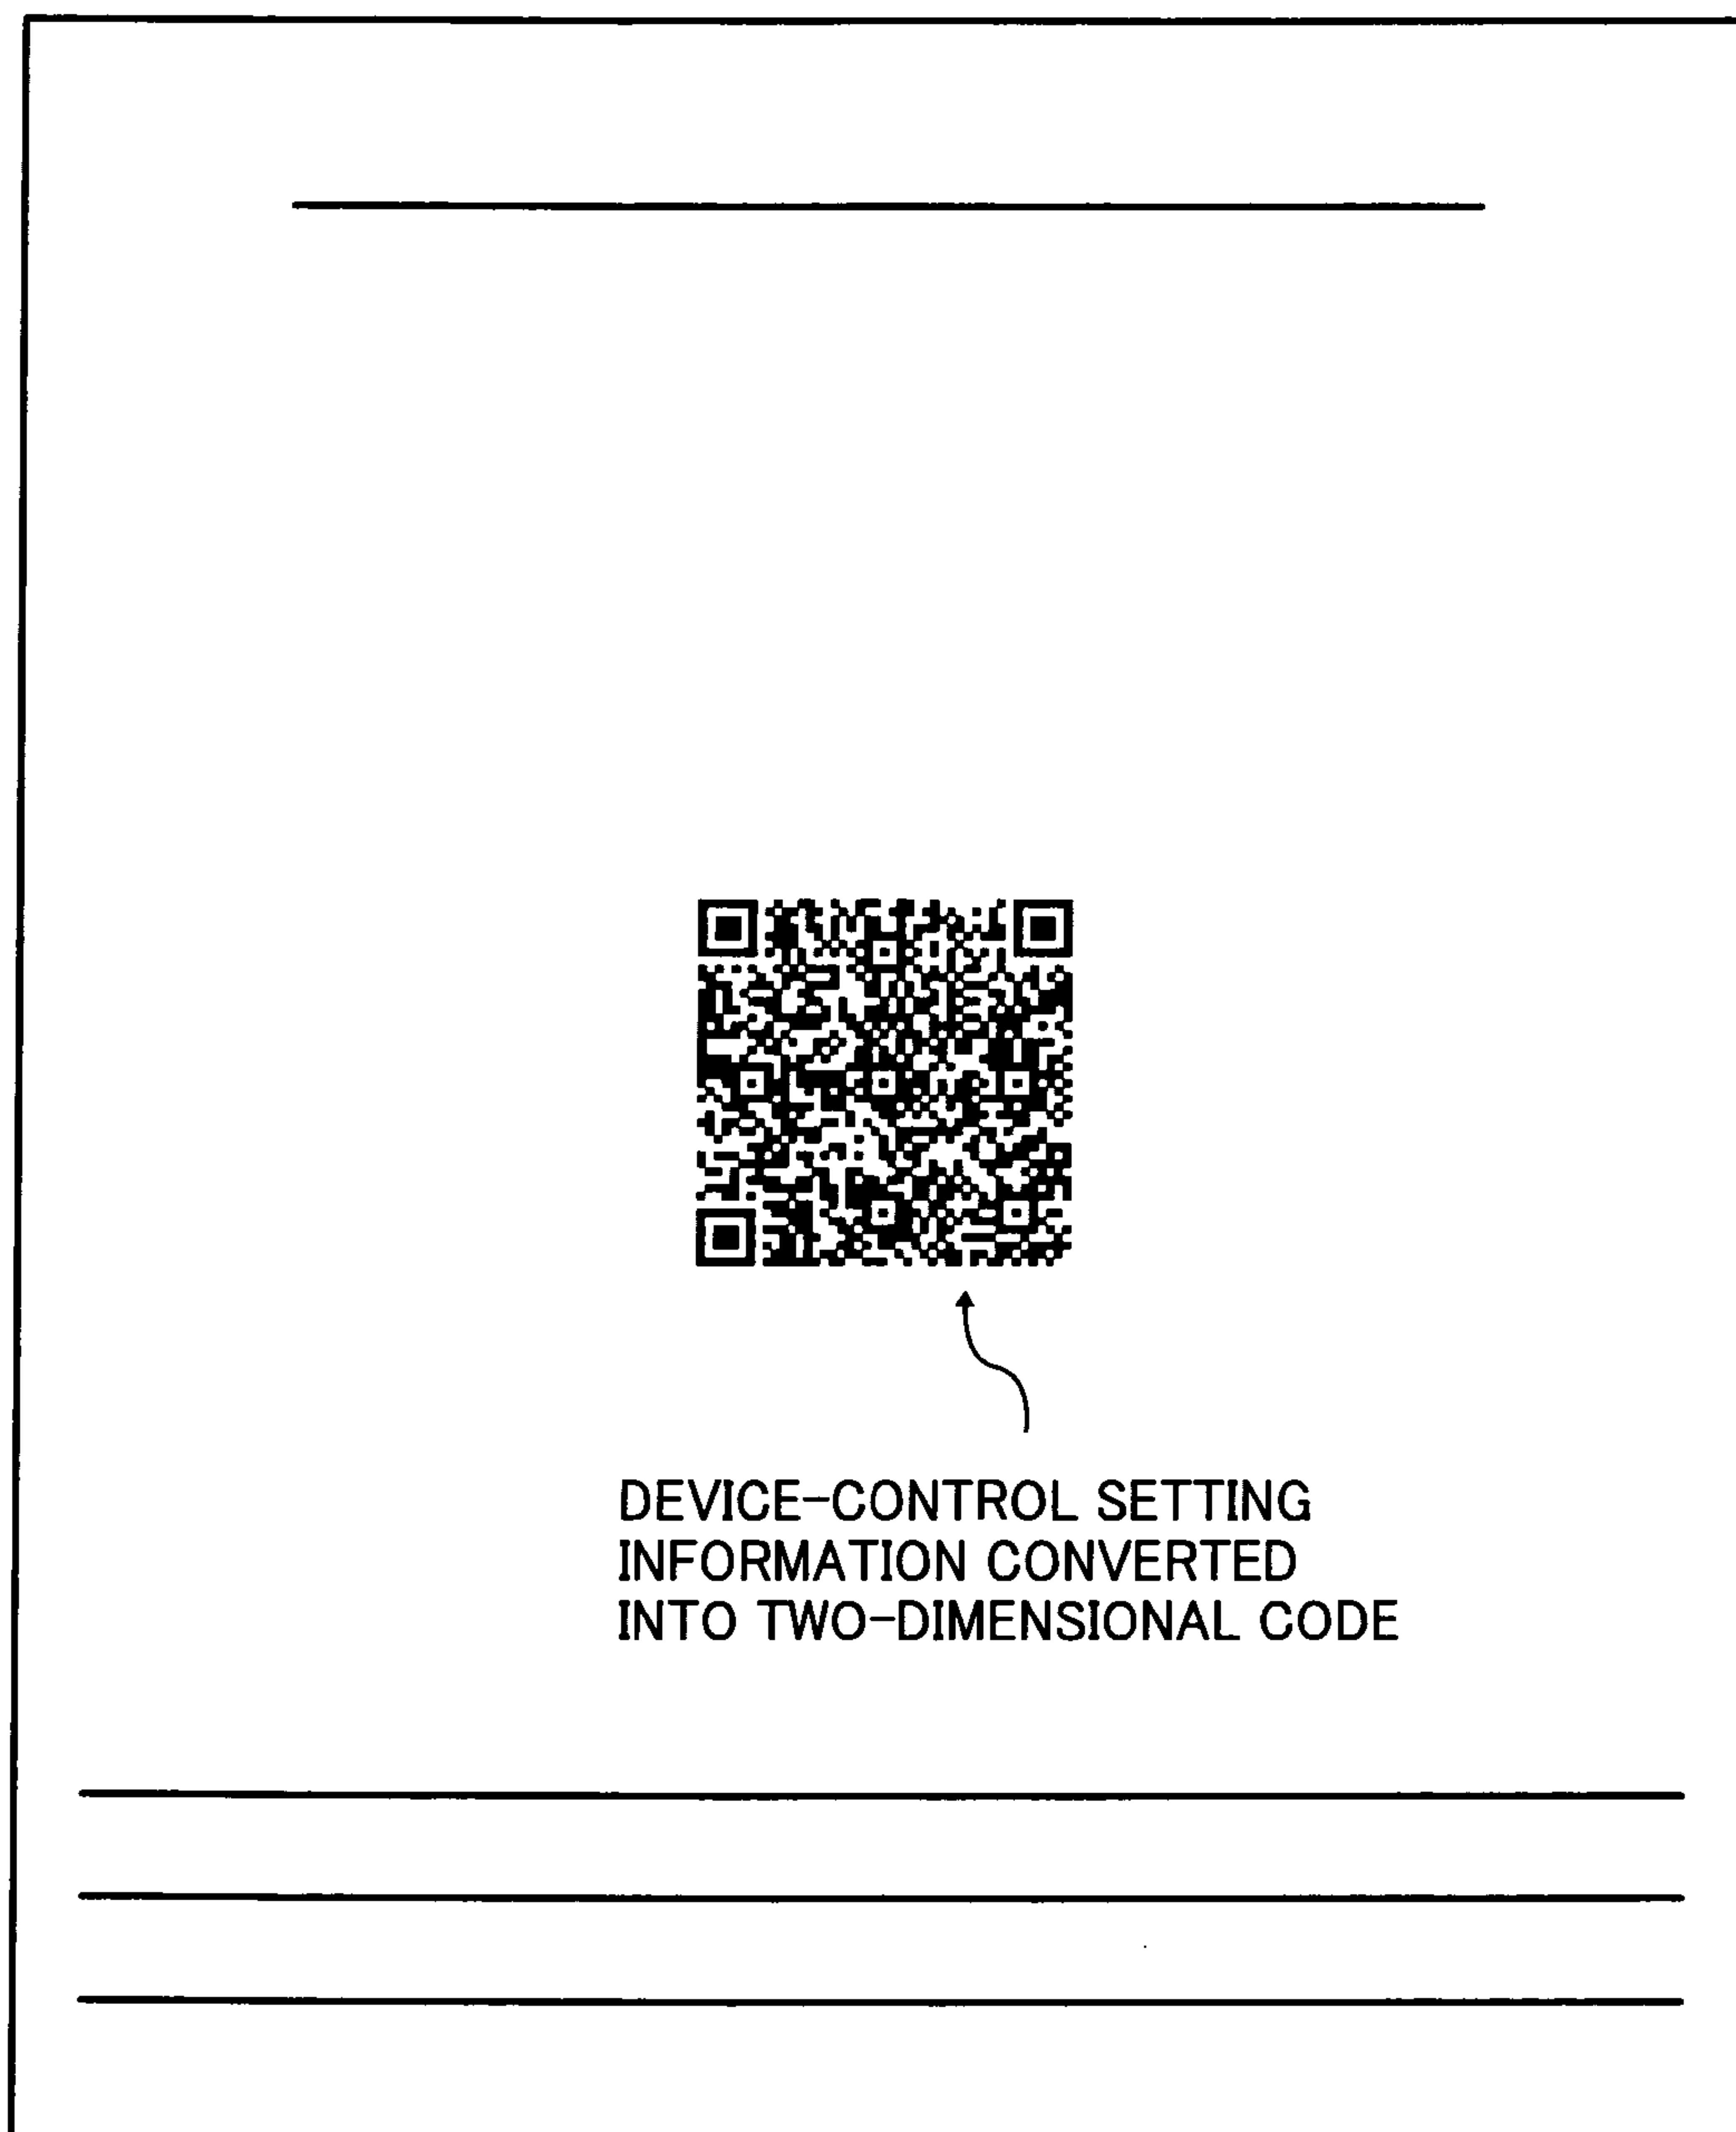 DEVICE-CONTROL SETTING
INFORMATION CONVERTED
INTO TWO-DIMENSIONAL CODE